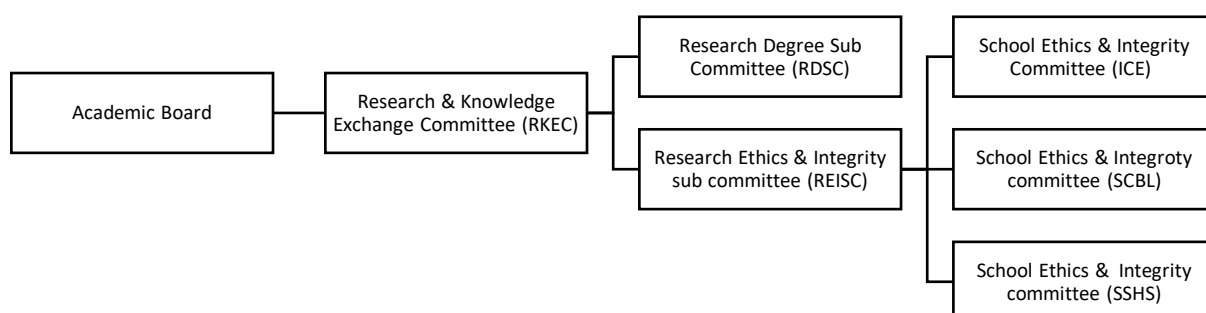 Academic Board
Research & Knowledge
Exchange Committee (RKEC)
Research Degree Sub
Committee (RDSC)
Research Ethics & Integrity
sub committee (REISC)
School Ethics & Integrity
Committee (ICE)
School Ethics & Integroty
committee (SCBL)
School Ethics & Integrity
committee (SSHS)